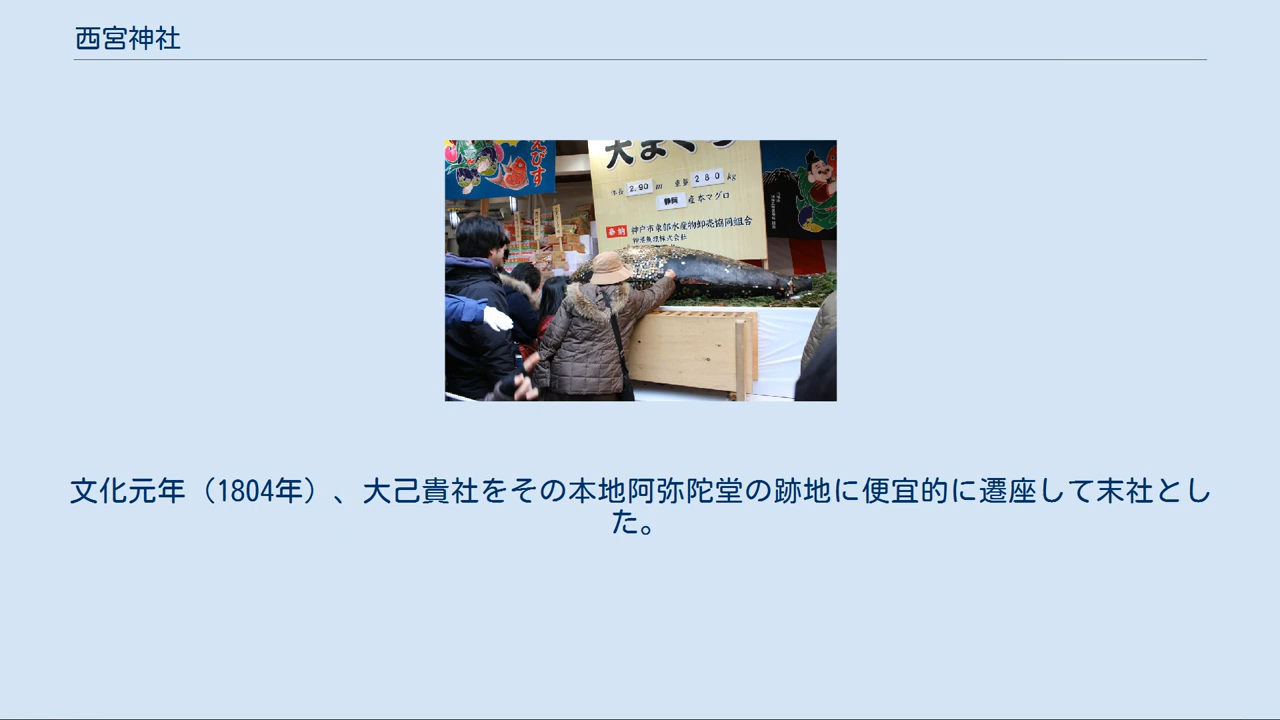 西宮神社
えびす
大まぐろ
体長 2.90 m 重量 280 kg
静岡 産本マグロ
奉納 神戸市東部水産物卸売協同組合
文化元年（1804年）、大己貴社をその本地阿弥陀堂の跡地に便宜的に遷座して末社とし
た。